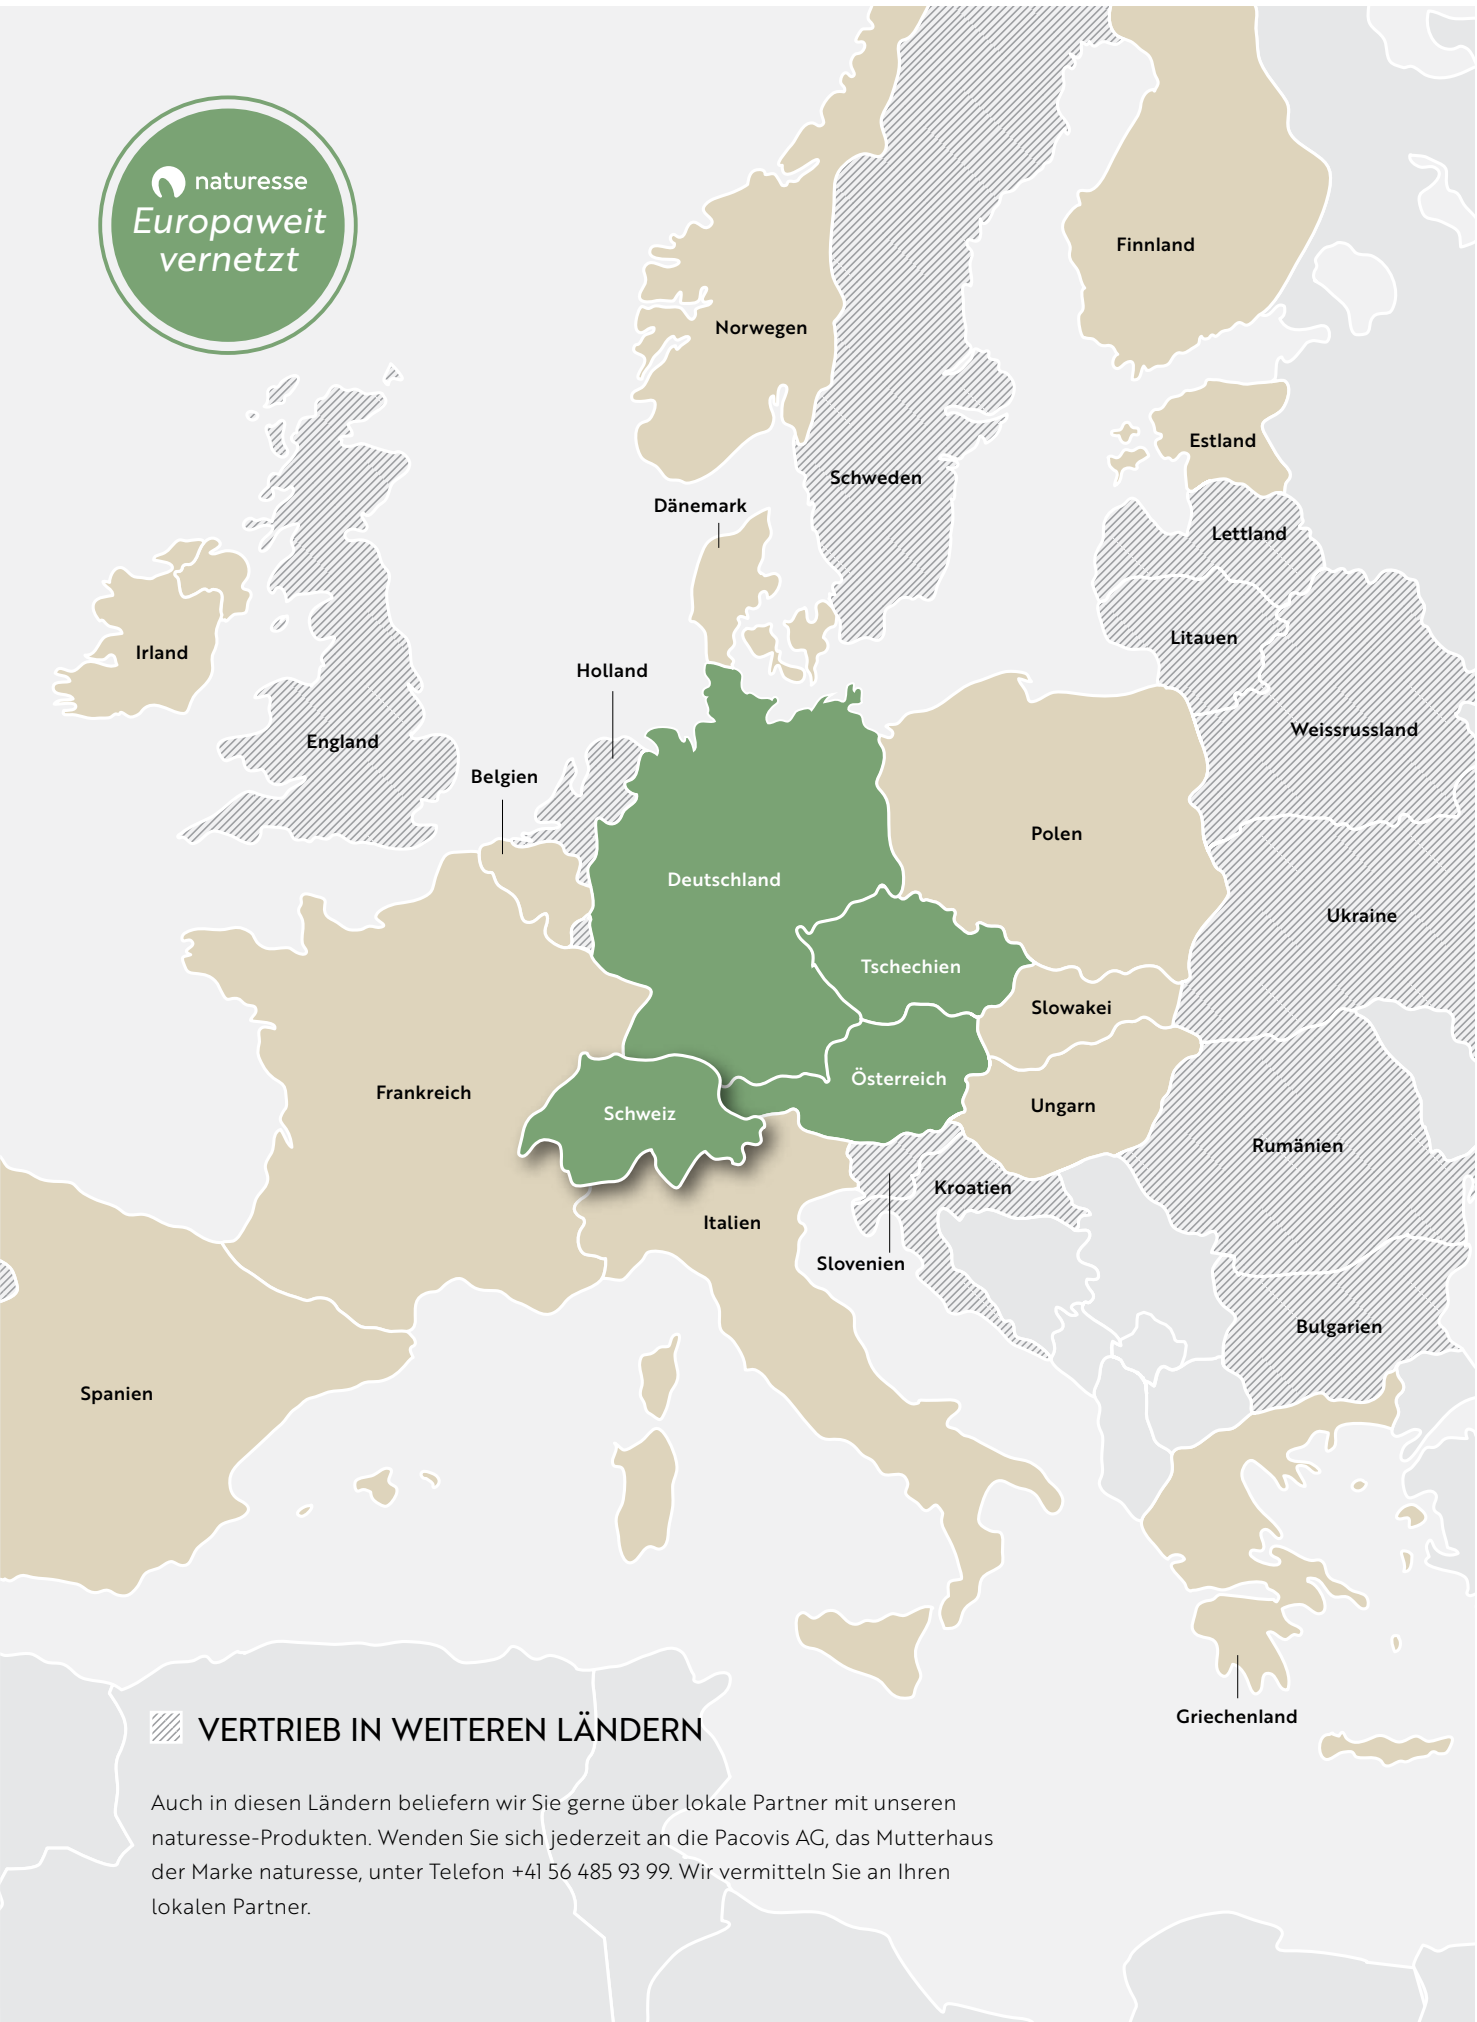 naturesse
Europaweit
vernetzt
Finnland
Norwegen
Estland
Schweden
Dänemark
Lettland
Litauen
Irland
Holland
Weissrussland
England
Belgien
Polen
Deutschland
Ukraine
Tschechien
Slowakei
Österreich
Frankreich
Ungarn
Schweiz
Rumänien
Kroatien
Italien
Slovenien
Bulgarien
Spanien
Griechenland
VERTRIEB IN WEITEREN LÄNDERN
Auch in diesen Ländern beliefern wir Sie gerne über lokale Partner mit unseren
naturesse-Produkten. Wenden Sie sich jederzeit an die Pacovis AG, das Mutterhaus
der Marke naturesse, unter Telefon +41 56 485 93 99. Wir vermitteln Sie an Ihren
lokalen Partner.